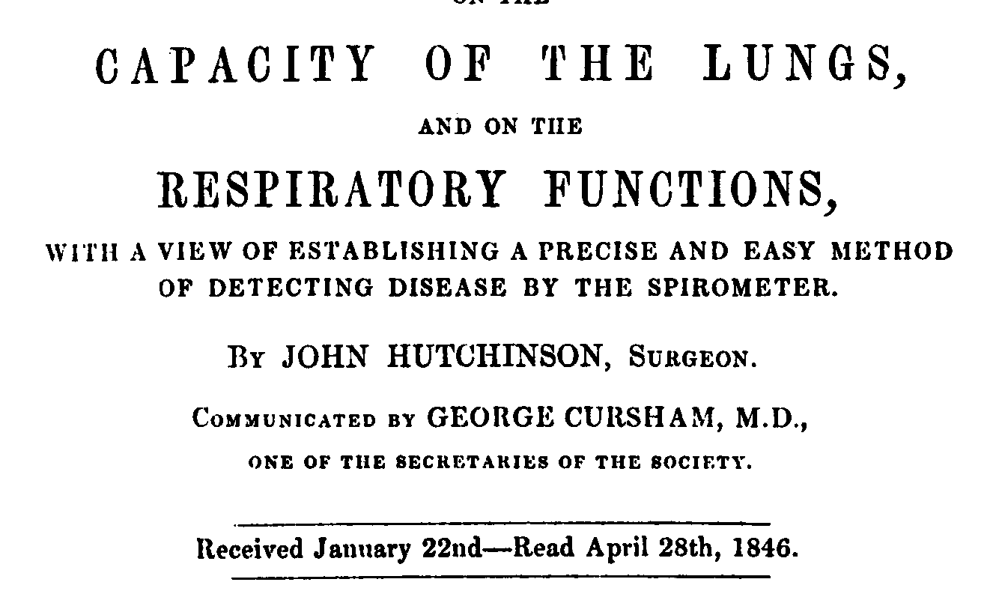 ON THE
CAPACITY OF THE LUNGS,
AND ON THE
RESPIRATORY FUNCTIONS,
WITH A VIEW OF ESTABLISHING A PRECISE AND EASY METHOD
OF DETECTING DISEASE BY THE SPIROMETER.
By JOHN HUTCHINSON, Surgeon.
Communicated by GEORGE CURSHAM, M.D.,
ONE OF THE SECRETARIES OF THE SOCIETY.
Received January 22nd—Read April 28th, 1846.